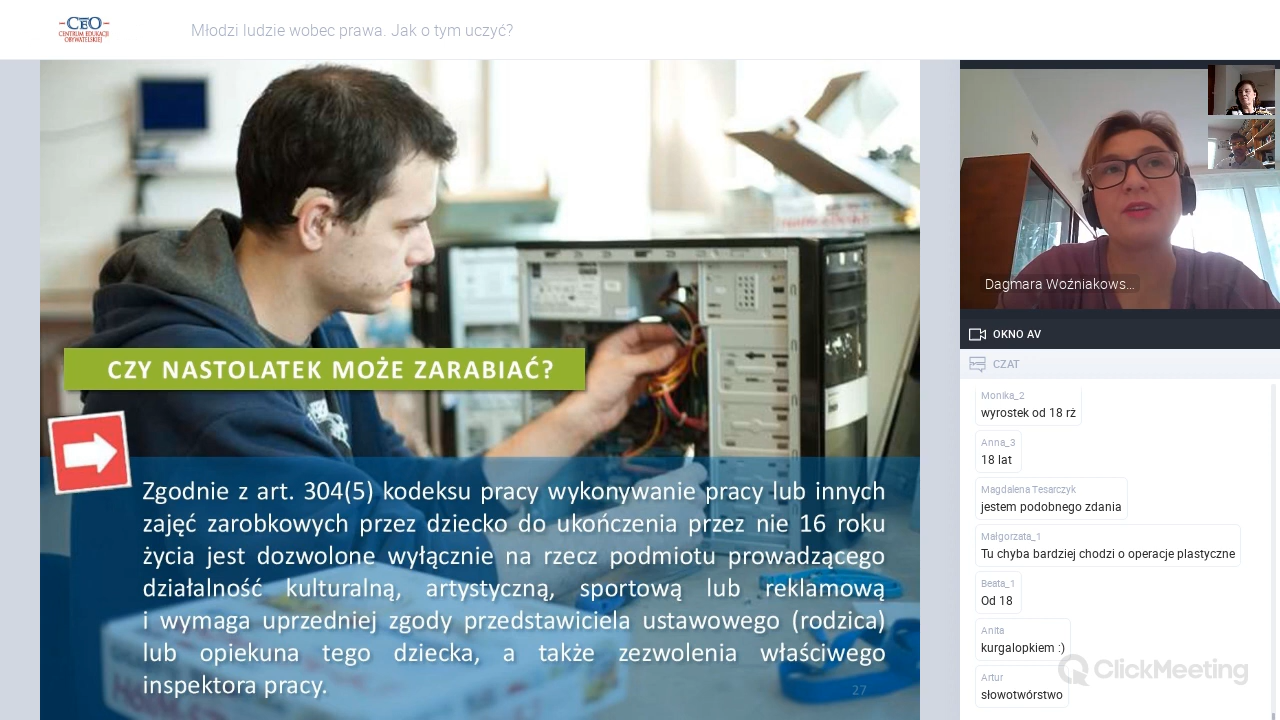 CEO
CENTRUM EDUKACJI
OBYWATELSKIEJ
Młodzi ludzie wobec prawa. Jak o tym uczyć?
CZY NASTOLATEK MOŻE ZARABIAĆ?
Zgodnie z art. 304(5) kodeksu pracy wykonywanie pracy lub innych
zajęć zarobkowych przez dziecko do ukończenia przez nie 16 roku
życia jest dozwolone wyłącznie na rzecz podmiotu prowadzącego
działalność kulturalną, artystyczną, sportową lub reklamową
i wymaga uprzedniej zgody przedstawiciela ustawowego (rodzica)
lub opiekuna tego dziecka, a także zezwolenia właściwego
inspektora pracy.
27
Dagmara Woźniakows...
OKNO AV
CZAT
Monika_2
wyrostek od 18 rż
Anna_3
18 lat
Magdalena Tesarczyk
jestem podobnego zdania
Małgorzata_1
Tu chyba bardziej chodzi o operacje plastyczne
Beata_1
Od 18
Anita
kurgalopkiem :)
Artur
słowotwórstwo
ClickMeeting